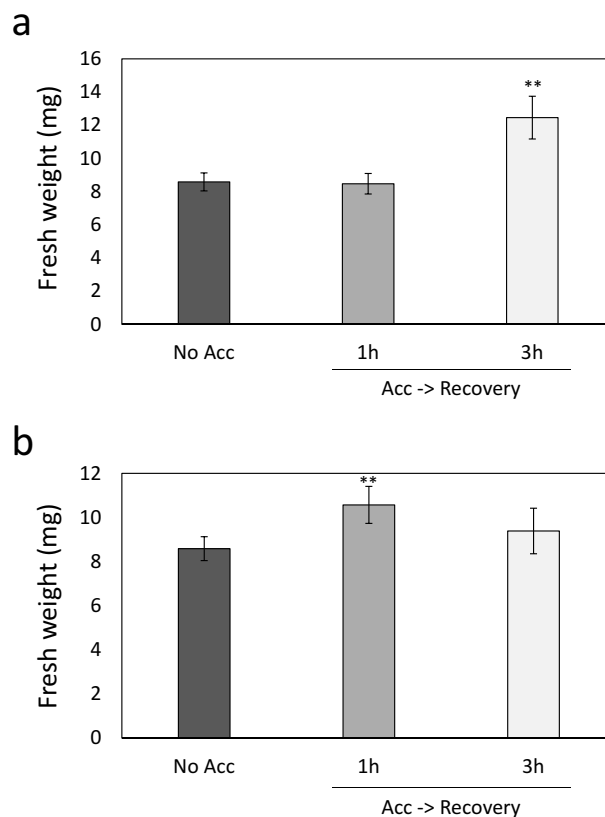 a
Fresh weight (mg)
16
14
12
10
8
6
4
2
0
**
No Acc 1h 3h
Acc -> Recovery
b
Fresh weight (mg)
12
10
8
6
4
2
0
**
No Acc 1h 3h
Acc -> Recovery